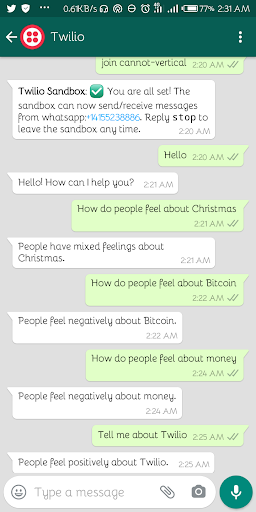 0.61KB/s 77% 2:31 AM
Twilio
join cannot-vertical 2:20 AM
Twilio Sandbox: ✅ You are all set! The
sandbox can now send/receive messages
from whatsapp:+14155238886. Reply stop to
leave the sandbox any time. 2:20 AM
Hello 2:20 AM
Hello! How can I help you? 2:21 AM
How do people feel about Christmas
2:21 AM
People have mixed feelings about
Christmas. 2:21 AM
How do people feel about Bitcoin
2:22 AM
People feel negatively about Bitcoin.
2:22 AM
How do people feel about money
2:24 AM
People feel negatively about money.
2:24 AM
Tell me about Twilio 2:25 AM
People feel positively about Twilio. 2:25 AM
Type a message